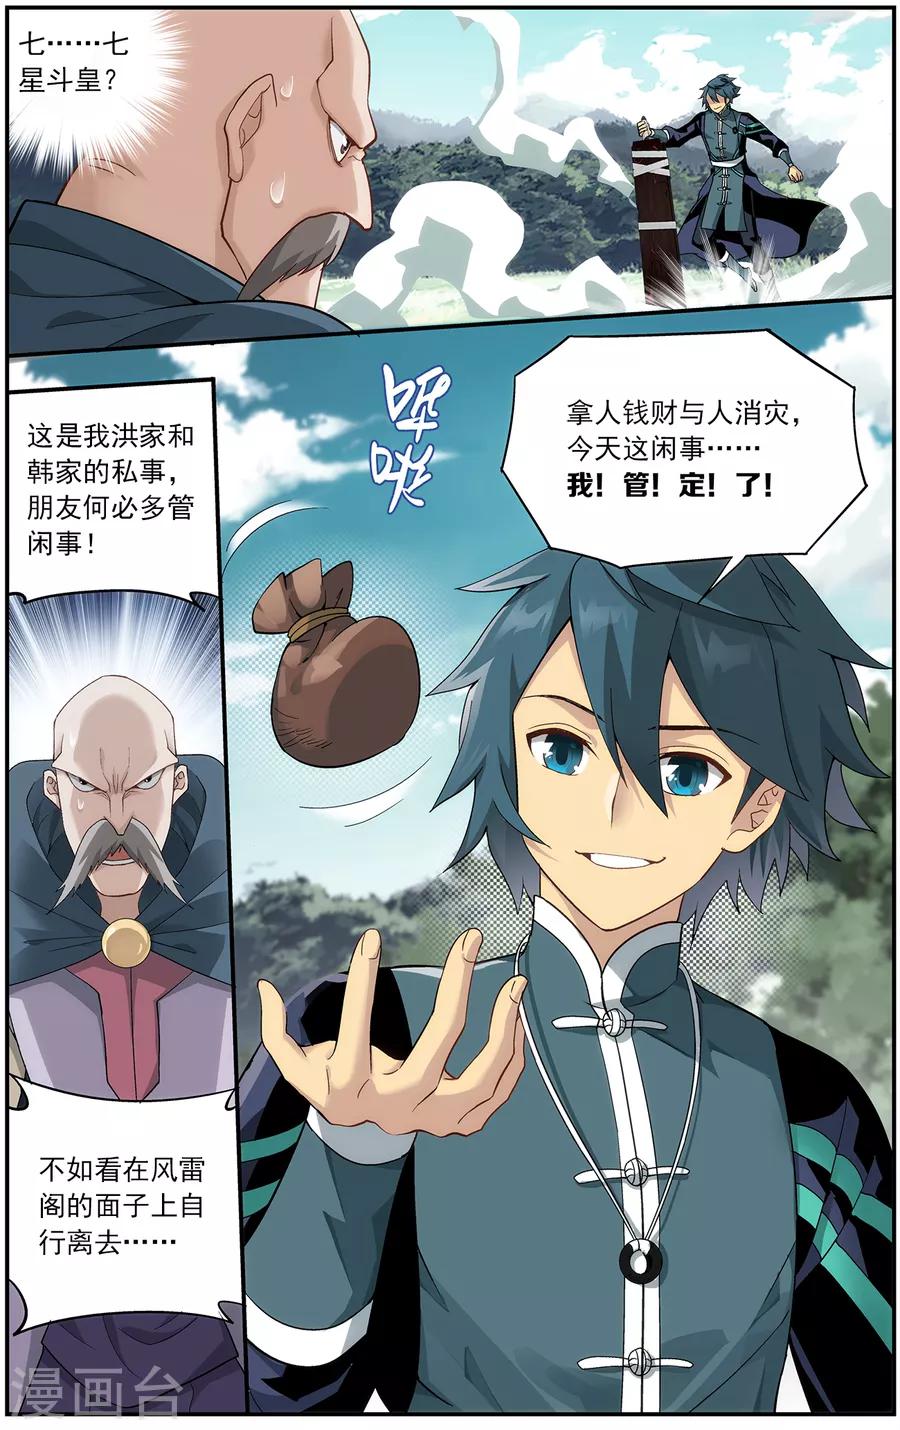 七……七
星斗皇？
这是我洪家和
韩家的私事，
朋友何必多管
闲事！
不如看在风雷
阁的面子上自
行离去……
拿人钱财与人消灾，
今天这闲事……
我！管！定！了！
漫画台